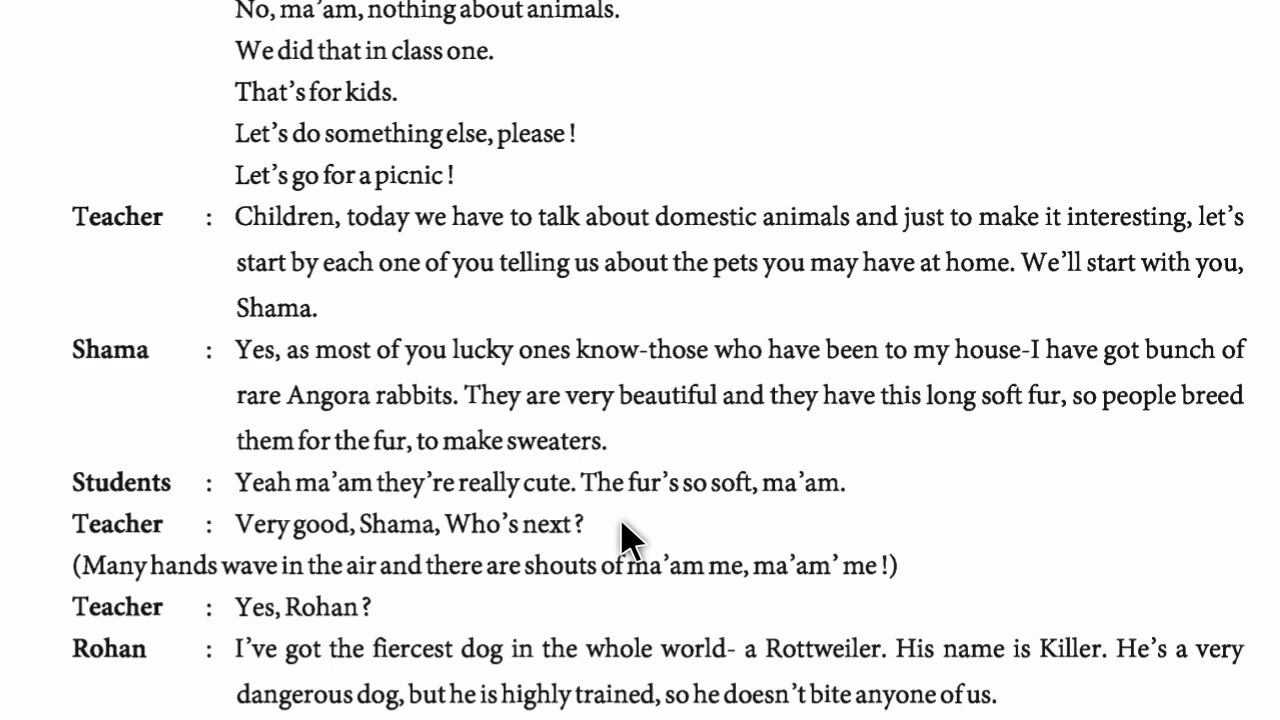 No, ma’am, nothing about animals.
We did that in class one.
That’s for kids.
Let’s do something else, please !
Let’s go for a picnic !
Teacher : Children, today we have to talk about domestic animals and just to make it interesting, let’s
start by each one of you telling us about the pets you may have at home. We’ll start with you,
Shama.
Shama : Yes, as most of you lucky ones know-those who have been to my house-I have got bunch of
rare Angora rabbits. They are very beautiful and they have this long soft fur, so people breed
them for the fur, to make sweaters.
Students : Yeah ma’am they’re really cute. The fur’s so soft, ma’am.
Teacher : Very good, Shama, Who’s next ?
(Many hands wave in the air and there are shouts of ma’am me, ma’am’ me !)
Teacher : Yes, Rohan ?
Rohan : I’ve got the fiercest dog in the whole world- a Rottweiler. His name is Killer. He’s a very
dangerous dog, but he is highly trained, so he doesn’t bite anyone of us.